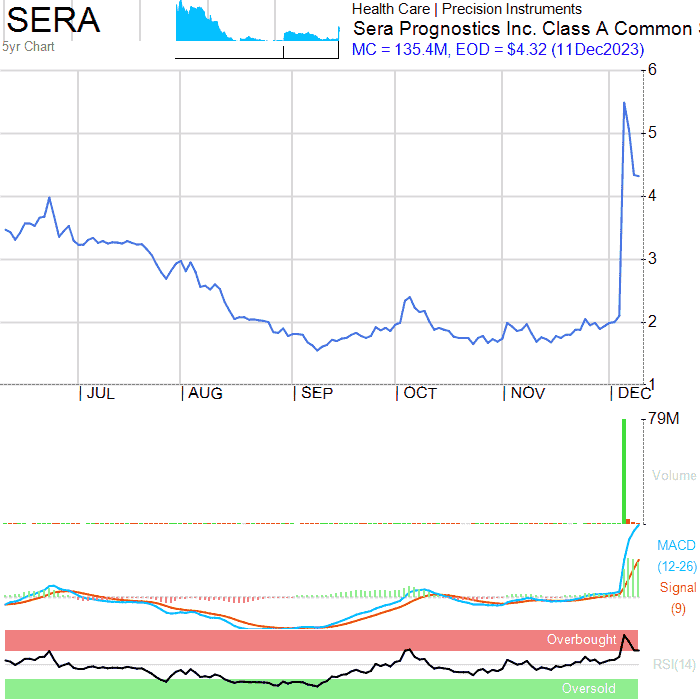 SERA
5yr Chart
Health Care | Precision Instruments
Sera Prognostics Inc. Class A Common
MC = 135.4M, EOD = $4.32 (11Dec2023)
6
5
4
3
2
1
JUL
AUG
SEP
OCT
NOV
DEC
79M
Volume
MACD
(12-26)
Signal
(9)
Overbought
RSI(14)
Oversold